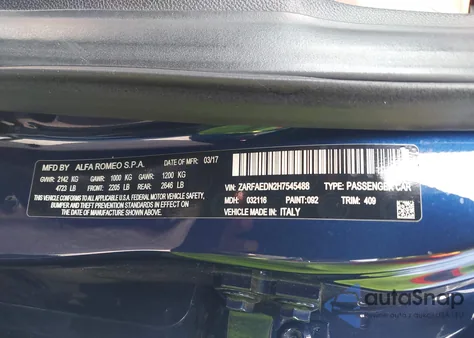 MFD BY ALFA ROMEO S.P.A. DATE OF MFR: 03/17
GVWR: 2142 KG GAWR: 1000 KG GAWR: 1200 KG
4723 LB FRONT: 2205 LB REAR: 2646 LB
THIS VEHICLE CONFORMS TO ALL APPLICABLE
U.S.A. FEDERAL MOTOR VEHICLE SAFETY,
BUMPER AND THEFT PREVENTION STANDARDS
IN EFFECT ON THE DATE OF MANUFACTURE
SHOWN ABOVE.
VIN: ZARFAEDN2H7545488 TYPE: PASSENGER CAR
MDH: 032116 PAINT: 092 TRIM: 409
VEHICLE MADE IN: ITALY
autoSnap